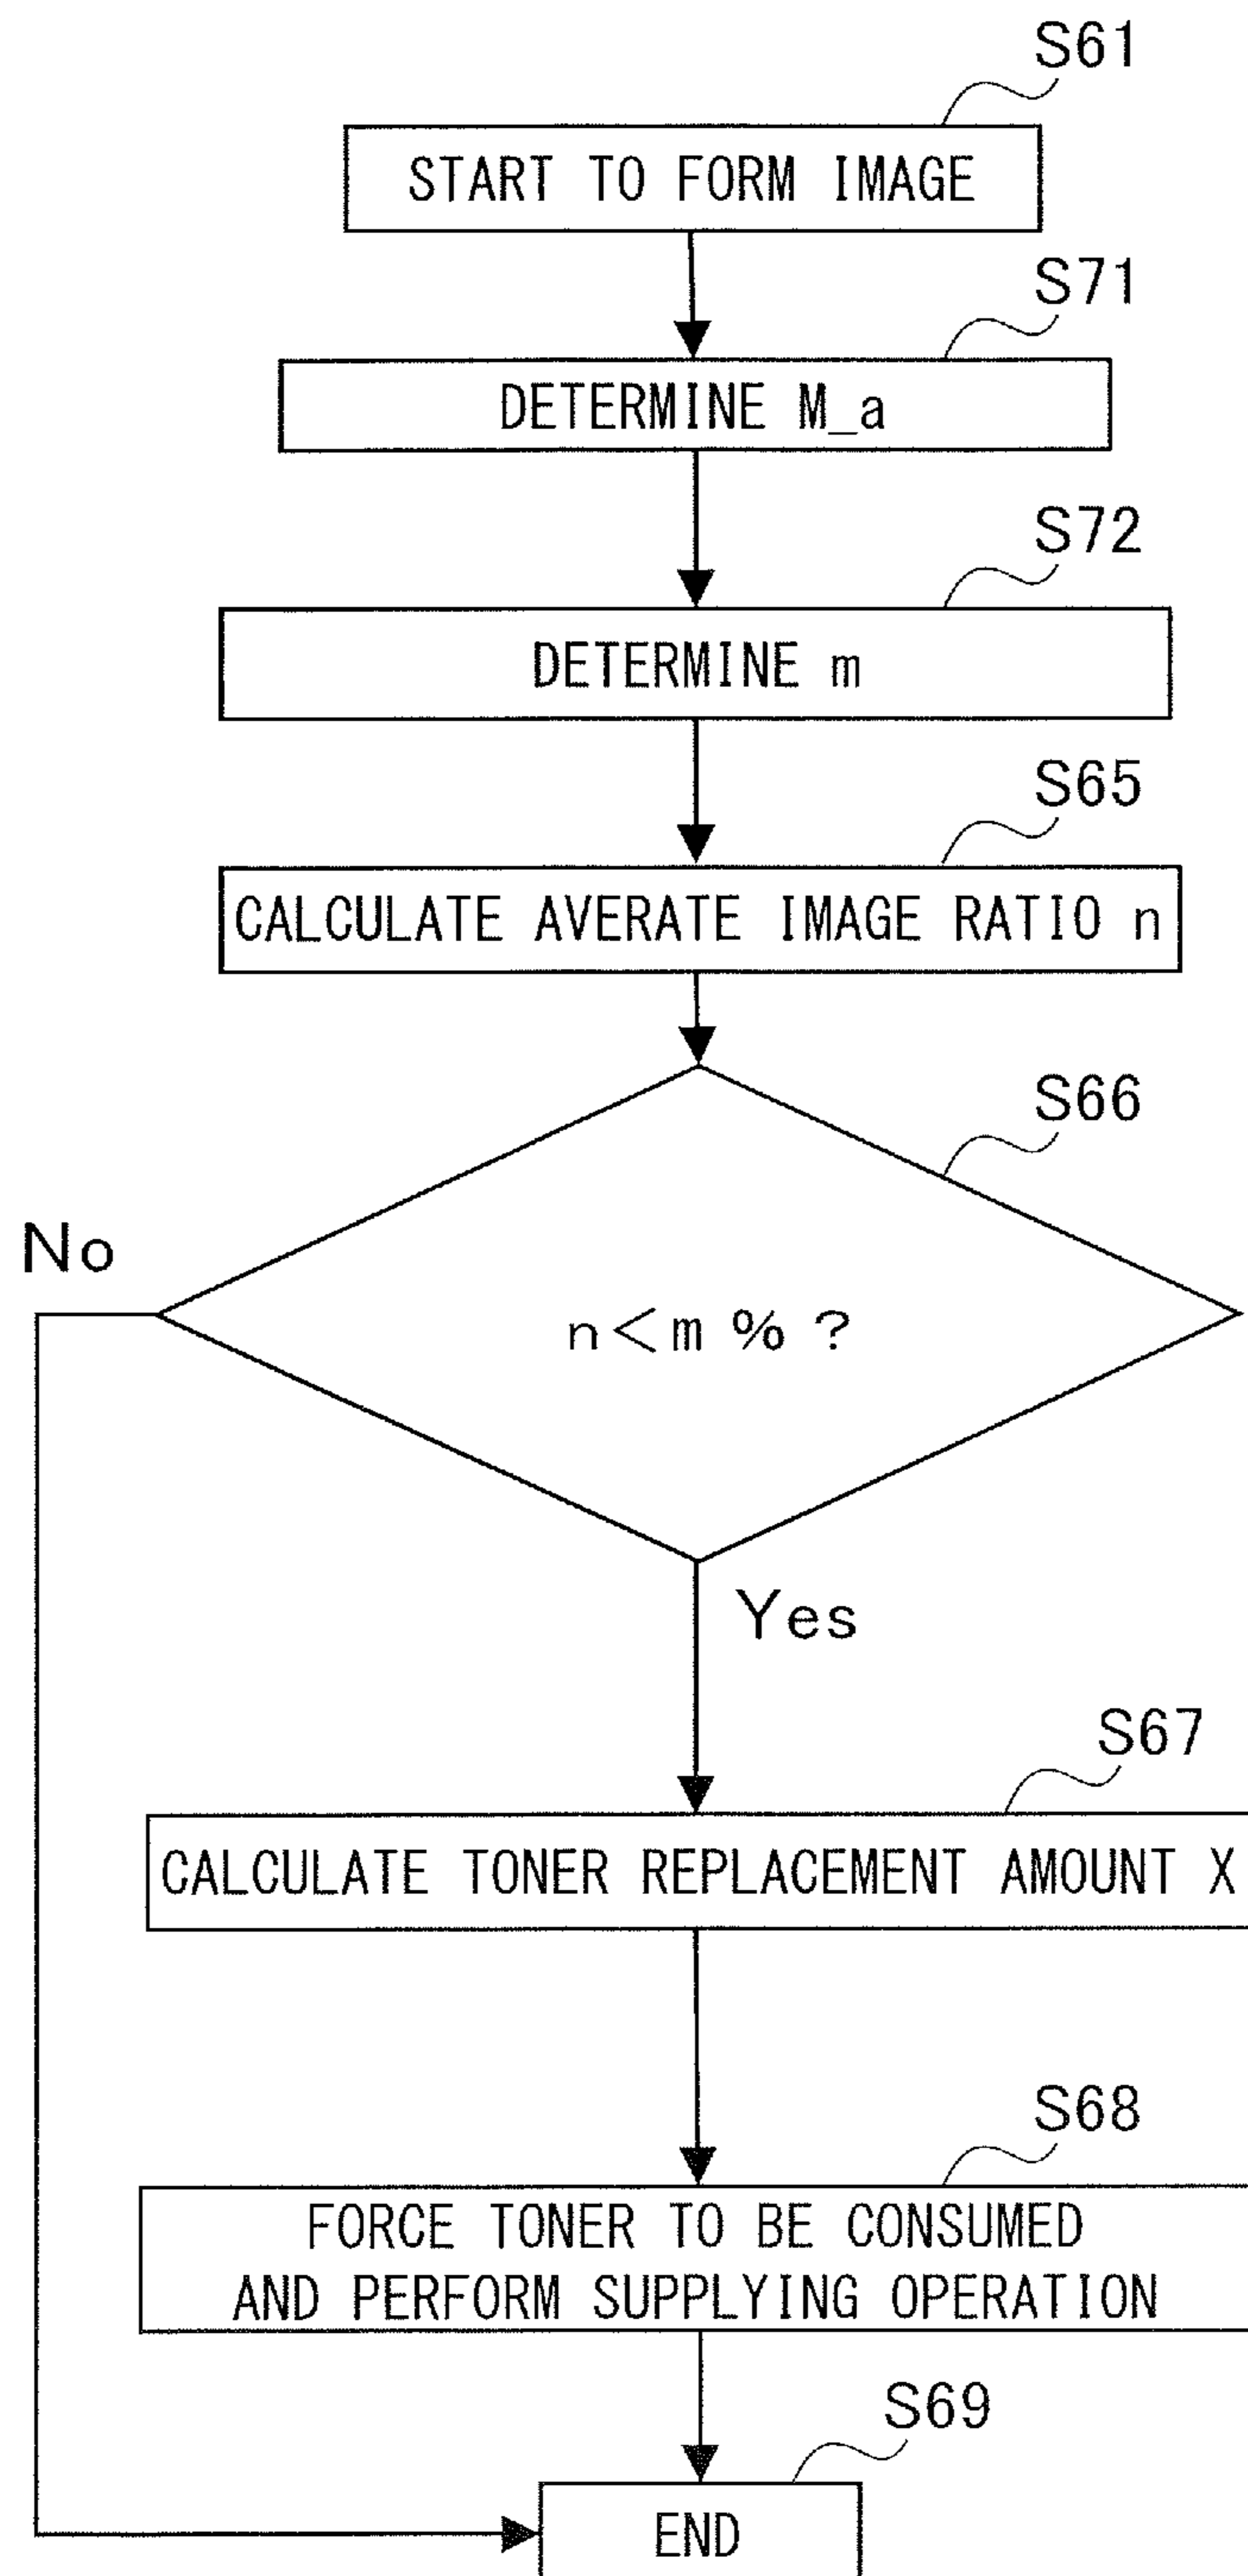 S61
START TO FORM IMAGE
S71
DETERMINE M_a
S72
DETERMINE m
S65
CALCULATE AVERATE IMAGE RATIO n
S66
No
n<m % ?
Yes
S67
CALCULATE TONER REPLACEMENT AMOUNT X
S68
FORCE TONER TO BE CONSUMED
AND PERFORM SUPPLYING OPERATION
S69
END